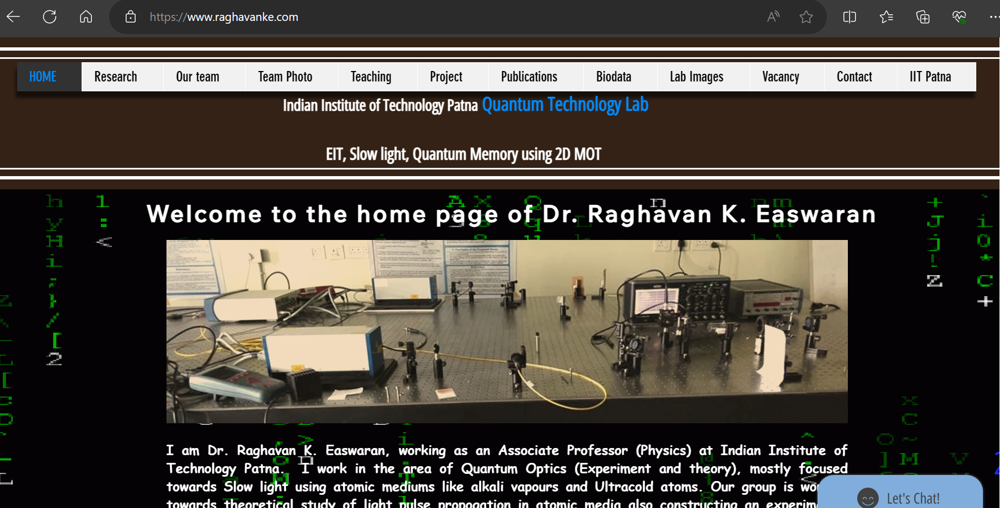 https://www.raghavanke.com
HOME Research Our team Team Photo Teaching Project Publications Biodata Lab Images Vacancy Contact IIT Patna
Indian Institute of Technology Patna Quantum Technology Lab
EIT, Slow light, Quantum Memory using 2D MOT
Welcome to the home page of Dr. Raghavan K. Easwaran
I am Dr. Raghavan K. Easwaran, working as an Associate Professor (Physics) at Indian Institute of
Technology Patna. I work in the area of Quantum Optics (Experiment and theory), mostly focused
towards Slow light using atomic mediums like alkali vapours and Ultracold atoms. Our group is
towards theoretical study of light pulse propogation in atomic media also constructing an
Let's Chat!